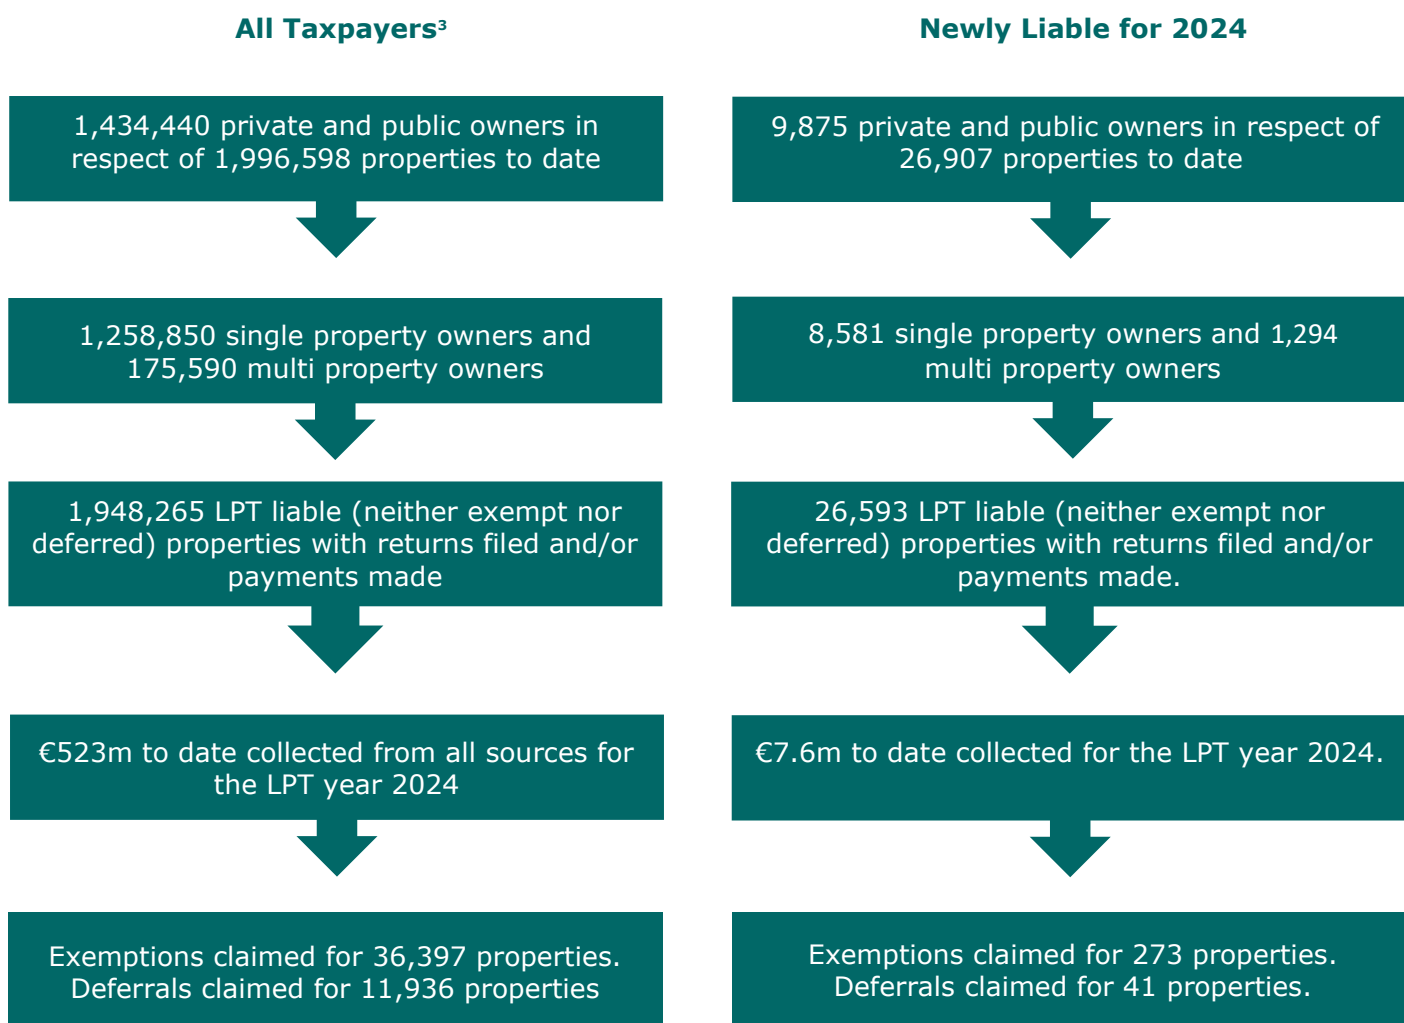 All Taxpayers³
1,434,440 private and public owners in
respect of 1,996,598 properties to date
1,258,850 single property owners and
175,590 multi property owners
1,948,265 LPT liable (neither exempt nor
deferred) properties with returns filed and/or
payments made
€523m to date collected from all sources for
the LPT year 2024
Exemptions claimed for 36,397 properties.
Deferrals claimed for 11,936 properties
Newly Liable for 2024
9,875 private and public owners in respect of
26,907 properties to date
8,581 single property owners and 1,294
multi property owners
26,593 LPT liable (neither exempt nor
deferred) properties with returns filed and/or
payments made.
€7.6m to date collected for the LPT year 2024.
Exemptions claimed for 273 properties.
Deferrals claimed for 41 properties.